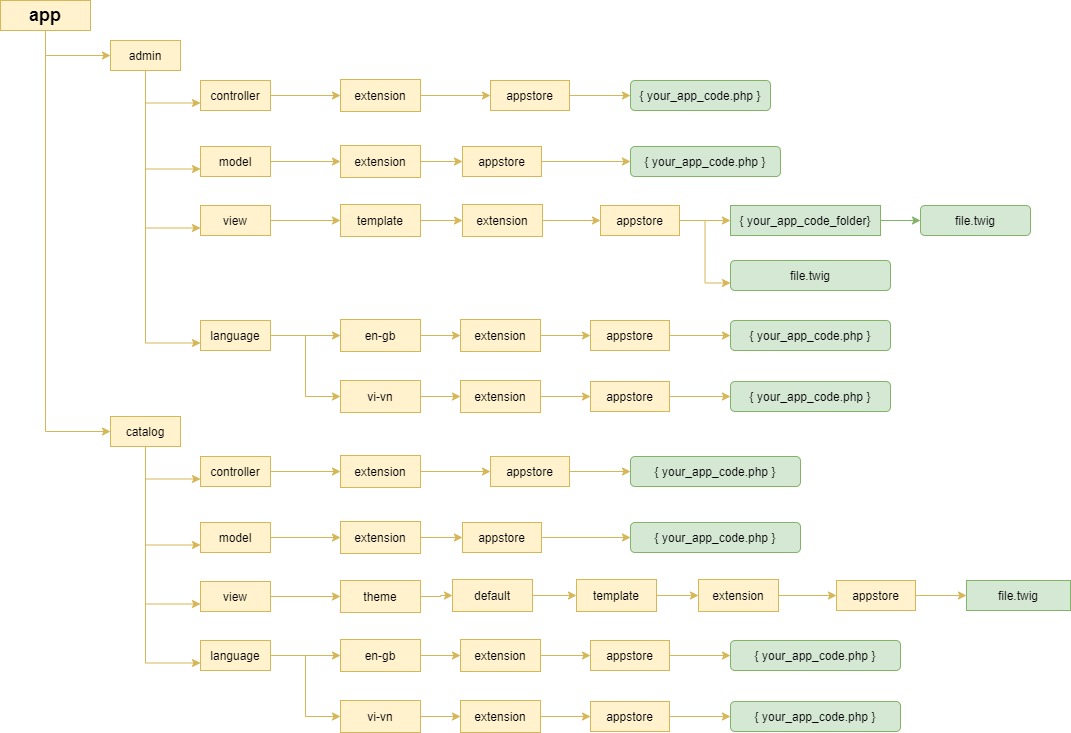 app
admin
controller extension appstore { your_app_code.php }
model extension appstore { your_app_code.php }
view template extension appstore { your_app_code_folder} file.twig
file.twig
language en-gb extension appstore { your_app_code.php }
vi-vn extension appstore { your_app_code.php }
catalog
controller extension appstore { your_app_code.php }
model extension appstore { your_app_code.php }
view theme default template extension appstore file.twig
language en-gb extension appstore { your_app_code.php }
vi-vn extension appstore { your_app_code.php }